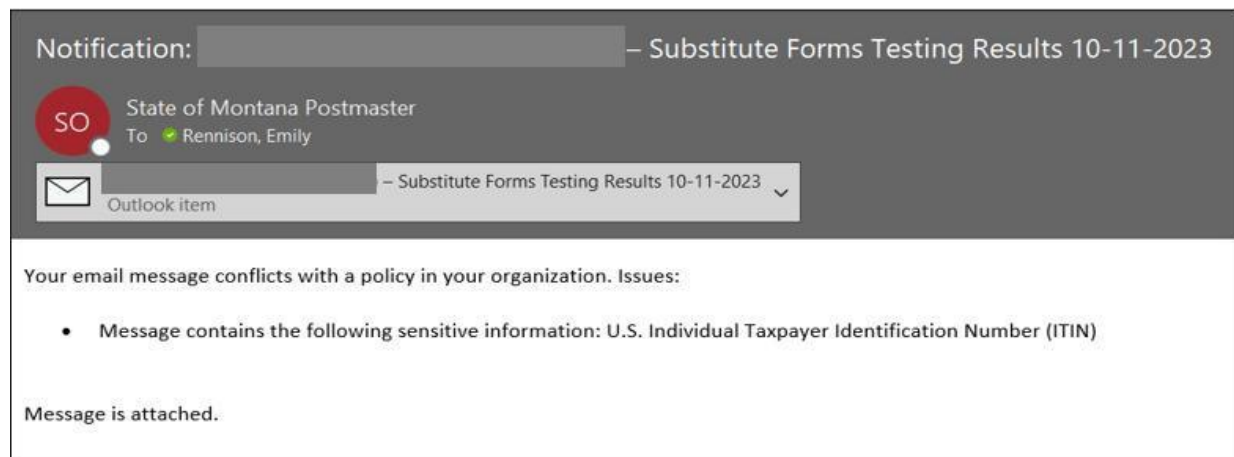 Notification: – Substitute Forms Testing Results 10-11-2023
SO
State of Montana Postmaster
To Rennison, Emily
– Substitute Forms Testing Results 10-11-2023
Outlook item
Your email message conflicts with a policy in your organization. Issues:
• Message contains the following sensitive information: U.S. Individual Taxpayer Identification Number (ITIN)
Message is attached.